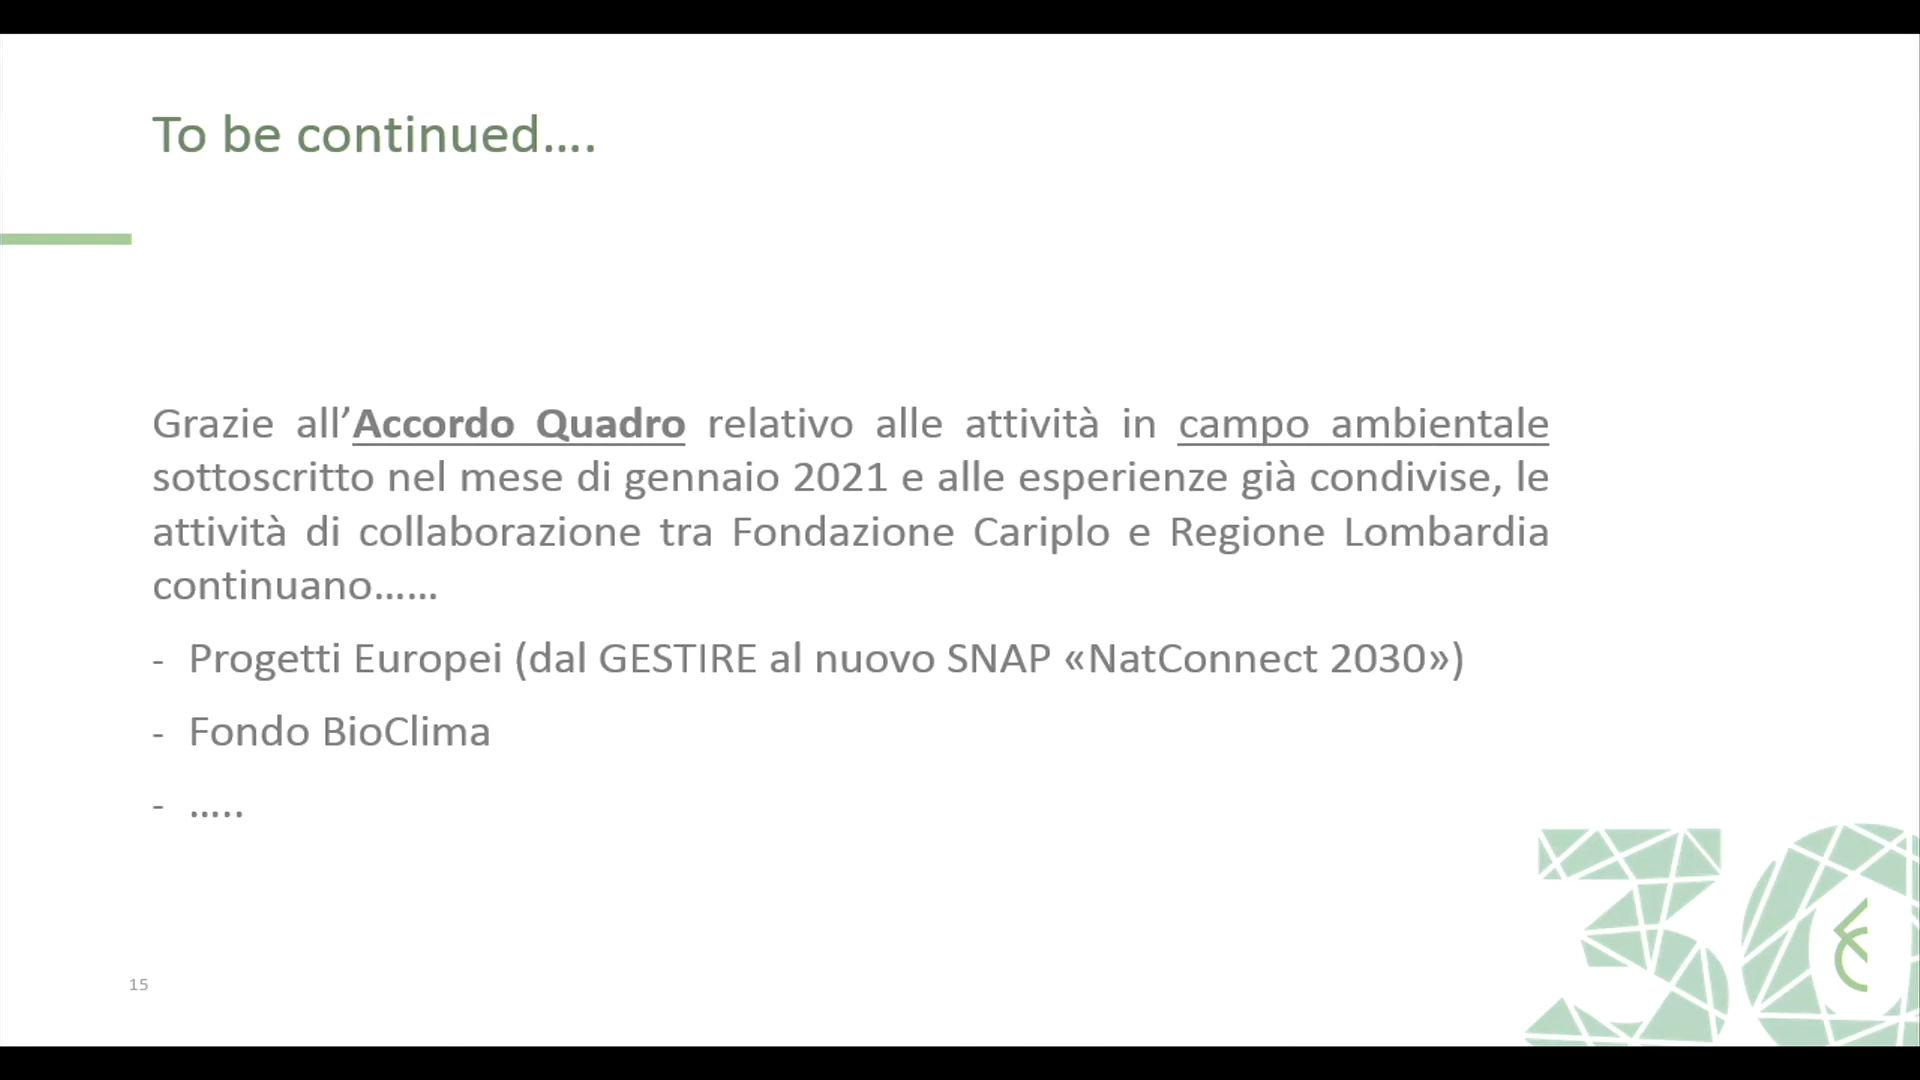 To be continued....
Grazie all’Accordo Quadro relativo alle attività in campo ambientale
sottoscritto nel mese di gennaio 2021 e alle esperienze già condivise, le
attività di collaborazione tra Fondazione Cariplo e Regione Lombardia
continuano......
- Progetti Europei (dal GESTIRE al nuovo SNAP «NatConnect 2030»)
- Fondo BioClima
- .....
15
30